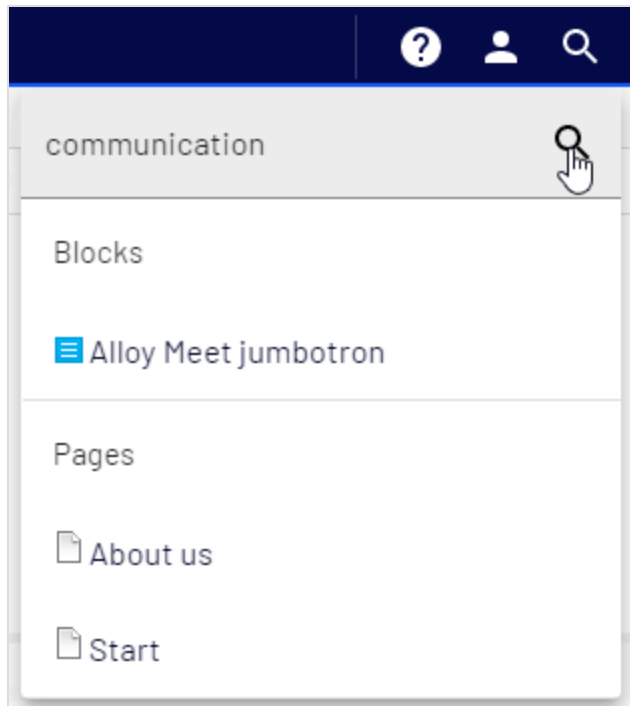 communication
Blocks
Alloy Meet jumbotron
Pages
About us
Start